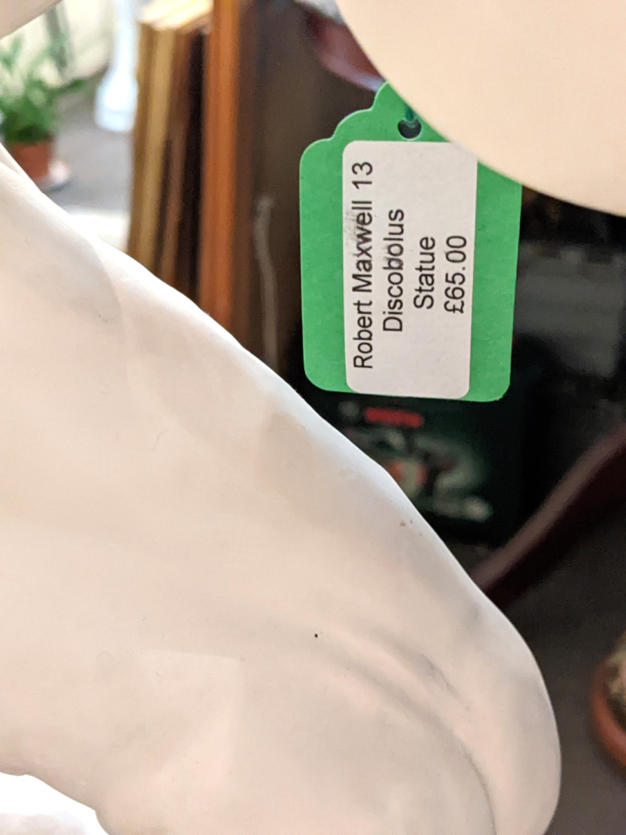 Robert Maxwell 13
Discobolus
Statue
£65.00